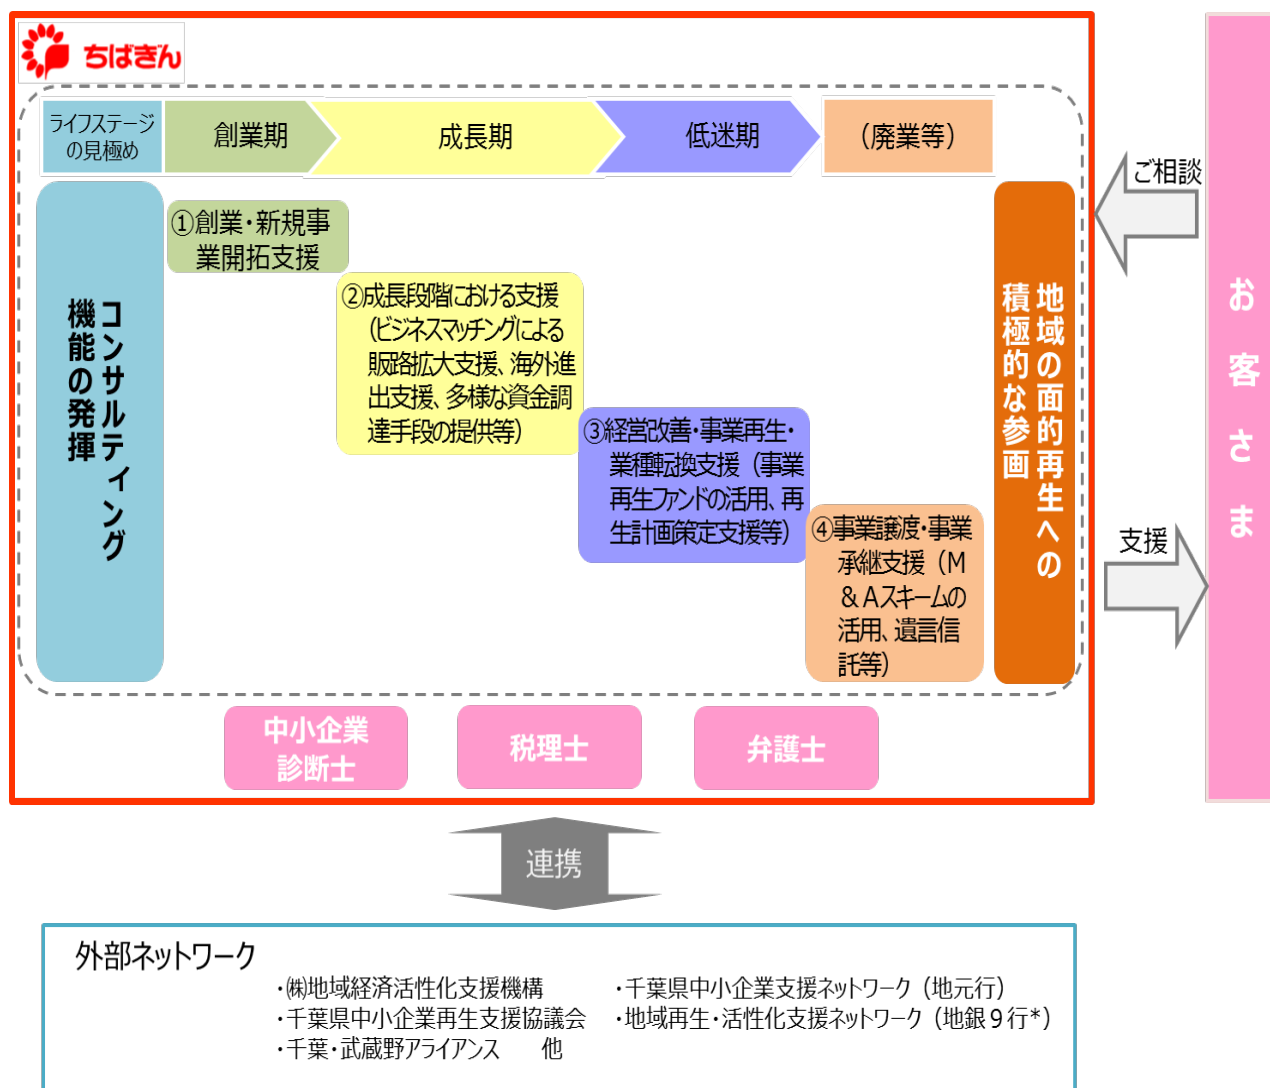 ちばぎん
ライフステージ
の見極め
創業期
成長期
低迷期
（廃業等）
コンサルティング
機能の発揮
①創業・新規事
業開拓支援
②成長段階における支援
（ビジネスマッチングによる
販路拡大支援、海外進
出支援、多様な資金調
達手段の提供等）
③経営改善・事業再生・
業種転換支援（事業
再生ファンドの活用、再
生計画策定支援等）
④事業譲渡・事業
承継支援（M
＆Aスキームの
活用、遺言信
託等）
地域の面的再生への
積極的な参画
ご相談
支援
お客さま
中小企業
診断士
税理士
弁護士
連携
外部ネットワーク
・㈱地域経済活性化支援機構
・千葉県中小企業再生支援協議会
・千葉・武蔵野アライアンス　他
・千葉県中小企業支援ネットワーク（地元行）
・地域再生・活性化支援ネットワーク（地銀９行*）